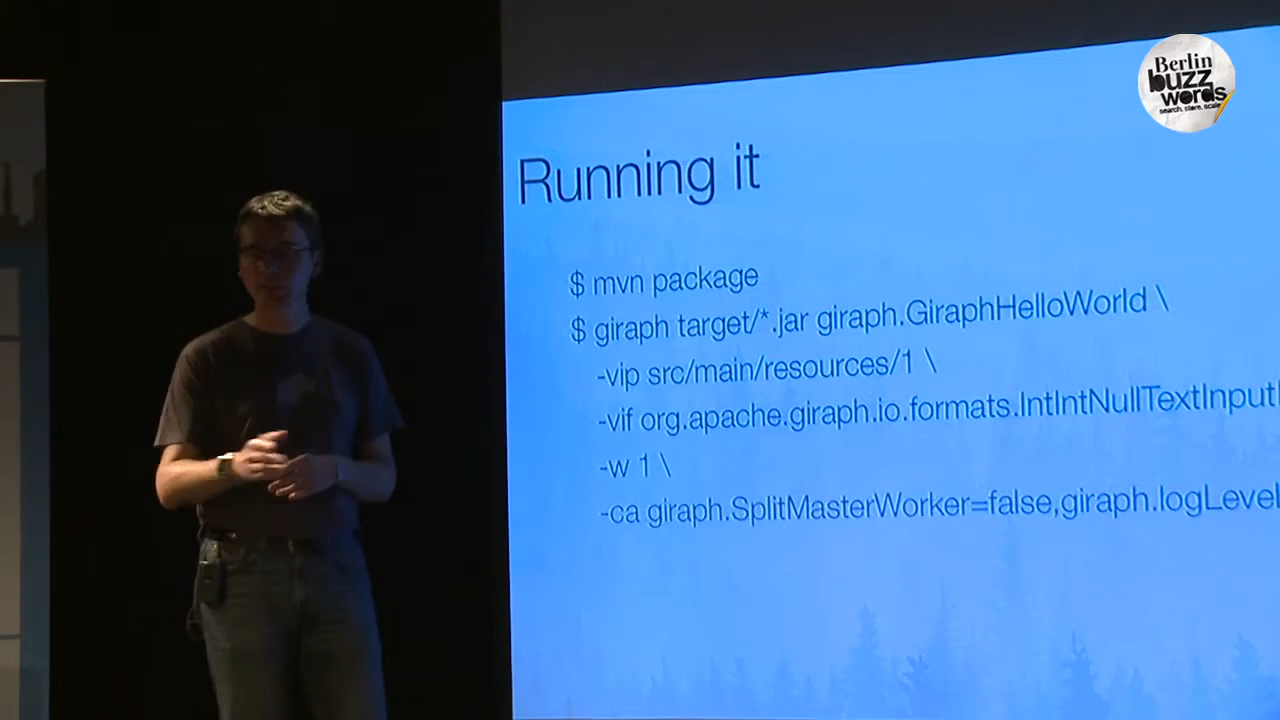 Berlin
buzz
words
search. store. scale
Running it
$ mvn package
$ giraph target/*.jar giraph.GiraphHelloWorld \
-vip src/main/resources/1 \
-vif org.apache.giraph.io.formats.IntIntNullTextInput
-w 1 \
-ca giraph.SplitMasterWorker=false,giraph.logLevel